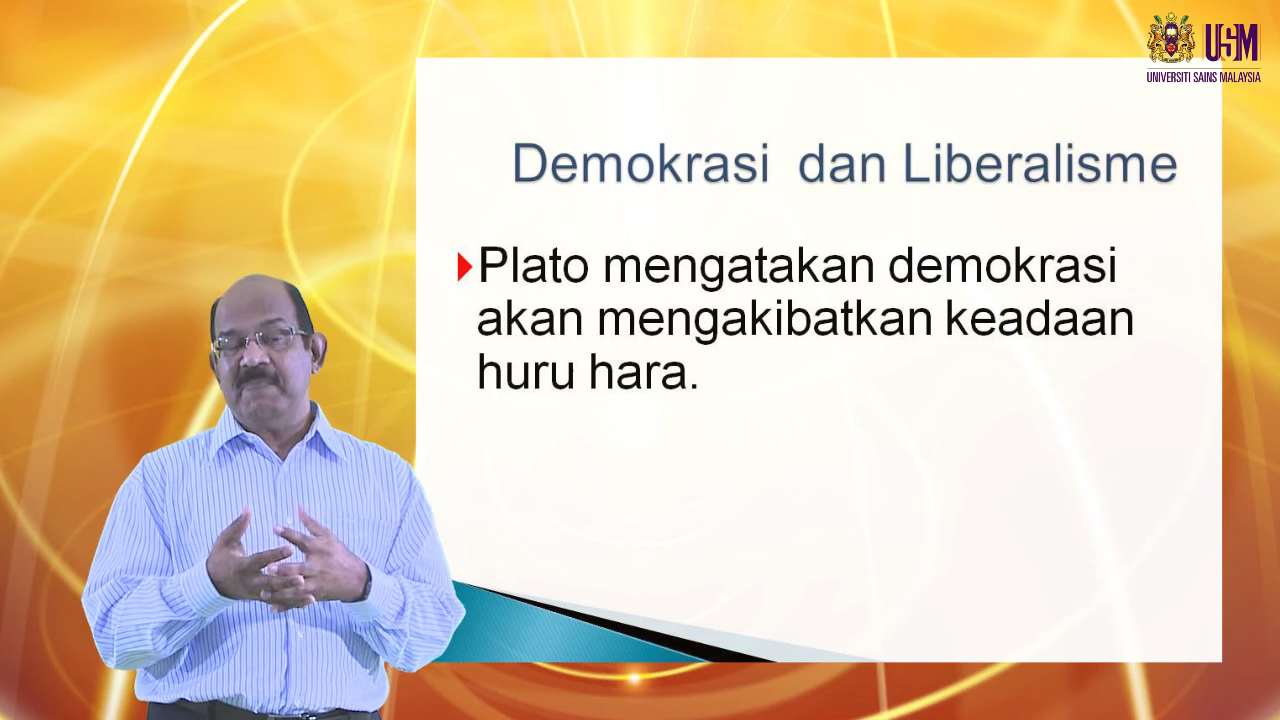 USM
UNIVERSITI SAINS MALAYSIA
Demokrasi dan Liberalisme
Plato mengatakan demokrasi
akan mengakibatkan keadaan
huru hara.